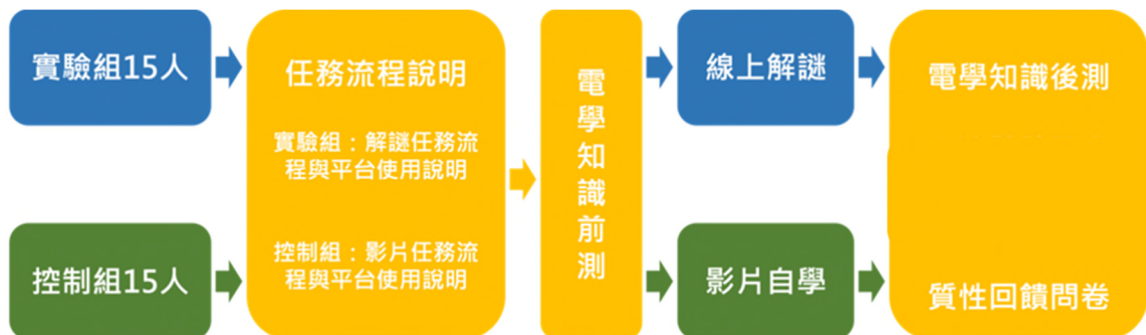 實驗組15人
任務流程說明
實驗組：解謎任務流
程與平台使用說明
控制組：影片任務流
程與平台使用說明
控制組15人
電學知識前測
線上解謎
影片自學
電學知識後測
質性回饋問卷